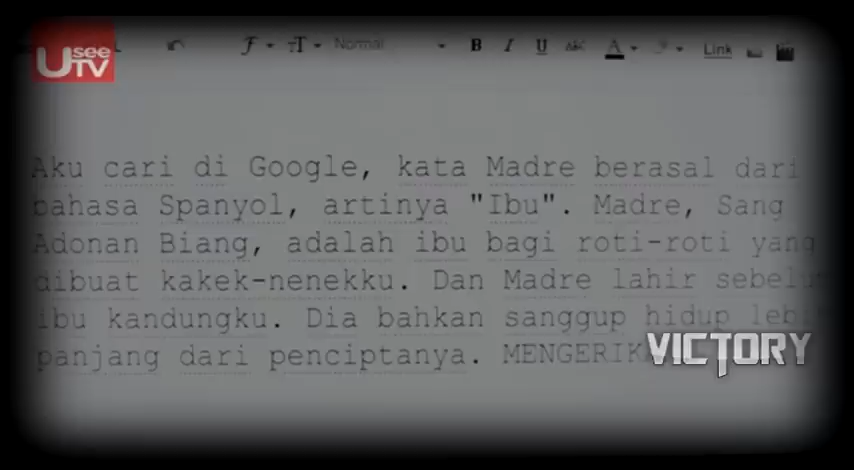 Usee TV
Normal
B I U ABC A Link
Aku cari di Google, kata Madre berasal dari
bahasa Spanyol, artinya "Ibu". Madre, Sang
Adonan Biang, adalah ibu bagi roti-roti yang
dibuat kakek-nenekku. Dan Madre lahir
ibu kandungku. Dia bahkan sanggup hidup
panjang dari penciptanya.
VICTORY